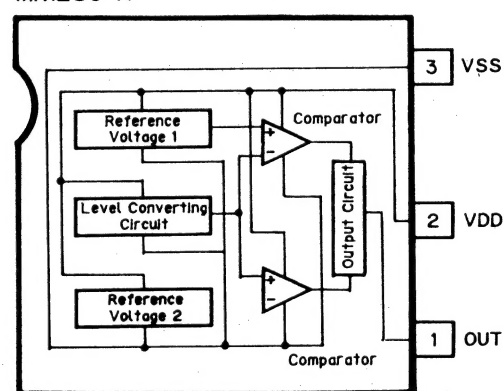 3 VSS
Comparator
Reference
Voltage 1
+
-
Level Converting
Circuit
Output Circuit
2 VDD
+
-
Reference
Voltage 2
1 OUT
Comparator